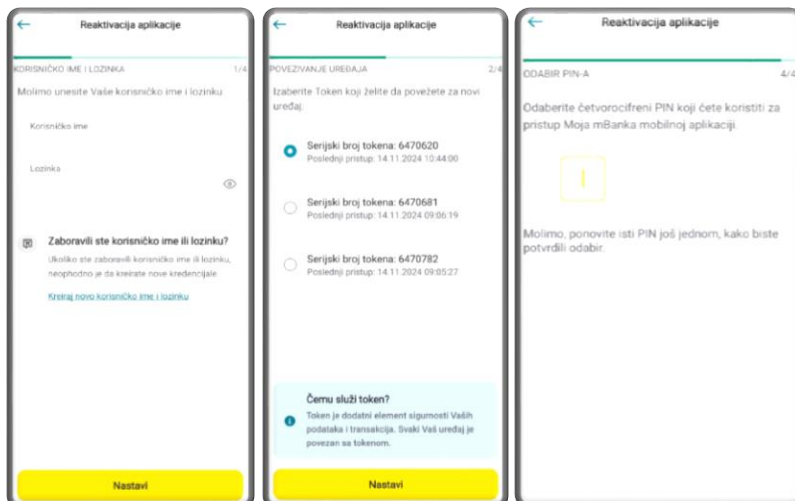 Reaktivacija aplikacije
KORISNIČKO IME I LOZINKA 1/4
Molimo unesite Vaše korisničko ime i lozinku
Korisničko ime
Lozinka
Zaboravili ste korisničko ime ili lozinku?
Ukoliko ste zaboravili korisničko ime ili lozinku,
neophodno je da kreirate nove kredencijale
Kreiraj novo korisničko ime i lozinku
Nastavi
Reaktivacija aplikacije
POVEZIVANJE UREĐAJA 2/4
Izaberite Token koji želite da povežete za novi
uređaj.
Serijski broj tokena: 6470620
Poslednji pristup: 14.11.2024 10:44:00
Serijski broj tokena: 6470681
Poslednji pristup: 14.11.2024 09:06:19
Serijski broj tokena: 6470782
Poslednji pristup: 14.11.2024 09:05:27
Čemu služi token?
Token je dodatni element sigurnosti Vaših
podataka i transakcija. Svaki Vaš uređaj je
povezan sa tokenom.
Nastavi
Reaktivacija aplikacije
ODABIR PIN-A 4/4
Odaberite četvorocifreni PIN koji ćete koristiti za
pristup Moja mBanka mobilnoj aplikaciji.
Molimo, ponovite isti PIN još jednom, kako biste
potvrdili odabir.